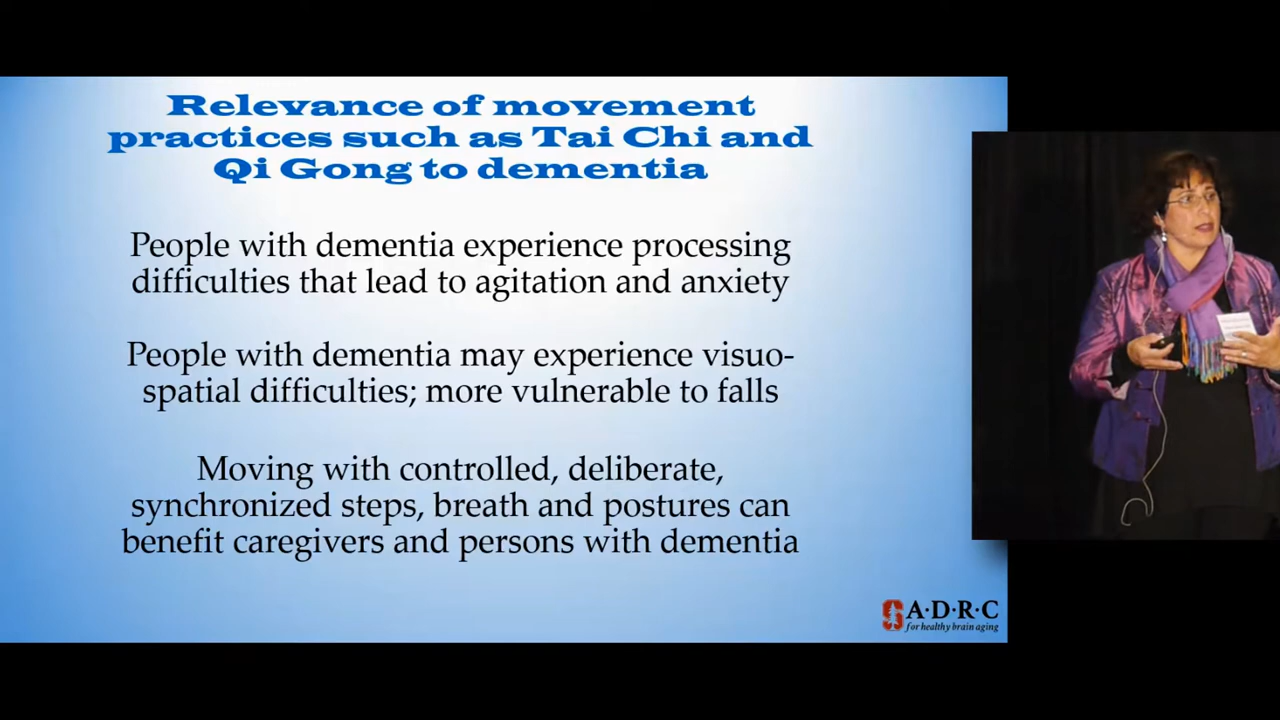 Relevance of movement
practices such as Tai Chi and
Qi Gong to dementia
People with dementia experience processing
difficulties that lead to agitation and anxiety
People with dementia may experience visuo-
spatial difficulties; more vulnerable to falls
Moving with controlled, deliberate,
synchronized steps, breath and postures can
benefit caregivers and persons with dementia
A·D·R·C
for healthy brain aging